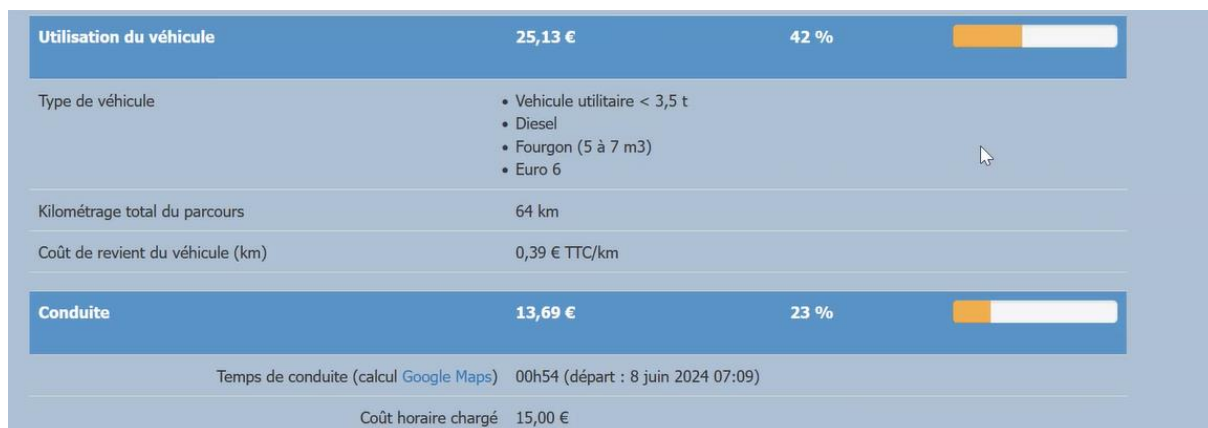 Utilisation du véhicule 25,13 € 42 %
Type de véhicule • Vehicule utilitaire < 3,5 t
• Diesel
• Fourgon (5 à 7 m3)
• Euro 6
Kilométrage total du parcours 64 km
Coût de revient du véhicule (km) 0,39 € TTC/km
Conduite 13,69 € 23 %
Temps de conduite (calcul Google Maps) 00h54 (départ : 8 juin 2024 07:09)
Coût horaire chargé 15,00 €